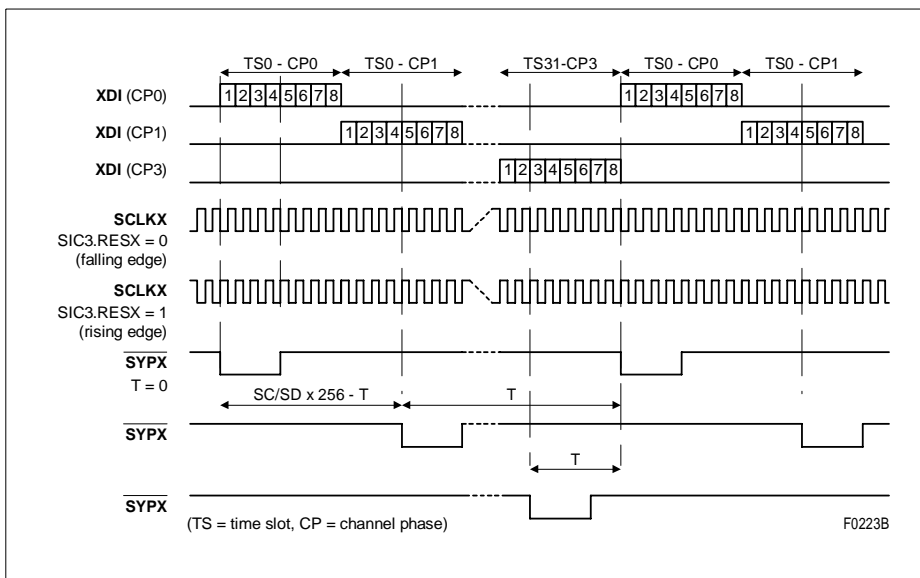 TS0 - CP0 TS0 - CP1 TS31-CP3 TS0 - CP0 TS0 - CP1
XDI (CP0) 1 2 3 4 5 6 7 8 1 2 3 4 5 6 7 8
XDI (CP1) 1 2 3 4 5 6 7 8 1 2 3 4 5 6 7 8
XDI (CP3) 1 2 3 4 5 6 7 8
SCLKX
SIC3.RESX = 0
(falling edge)
SCLKX
SIC3.RESX = 1
(rising edge)
SYPX
T = 0
SC/SD x 256 - T T
SYPX
T
SYPX
(TS = time slot, CP = channel phase) F0223B